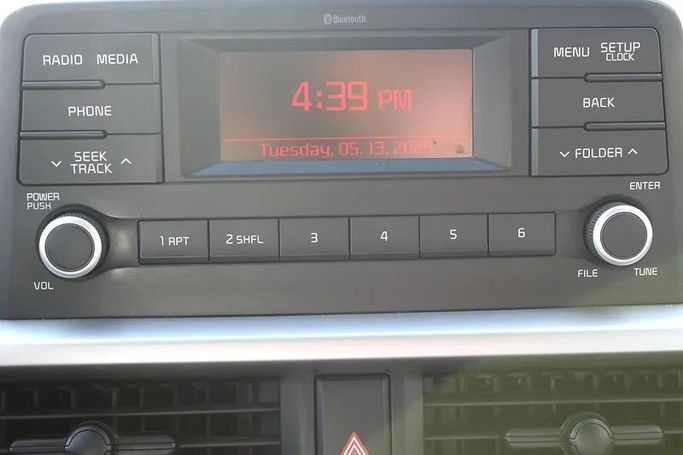 Bluetooth
RADIO MEDIA
PHONE
SEEK
TRACK
POWER
PUSH
VOL
4:39 PM
Tuesday, 05. 13. 2025
MENU SETUP
CLOCK
BACK
FOLDER
ENTER
FILE TUNE
1 RPT 2 SHFL 3 4 5 6